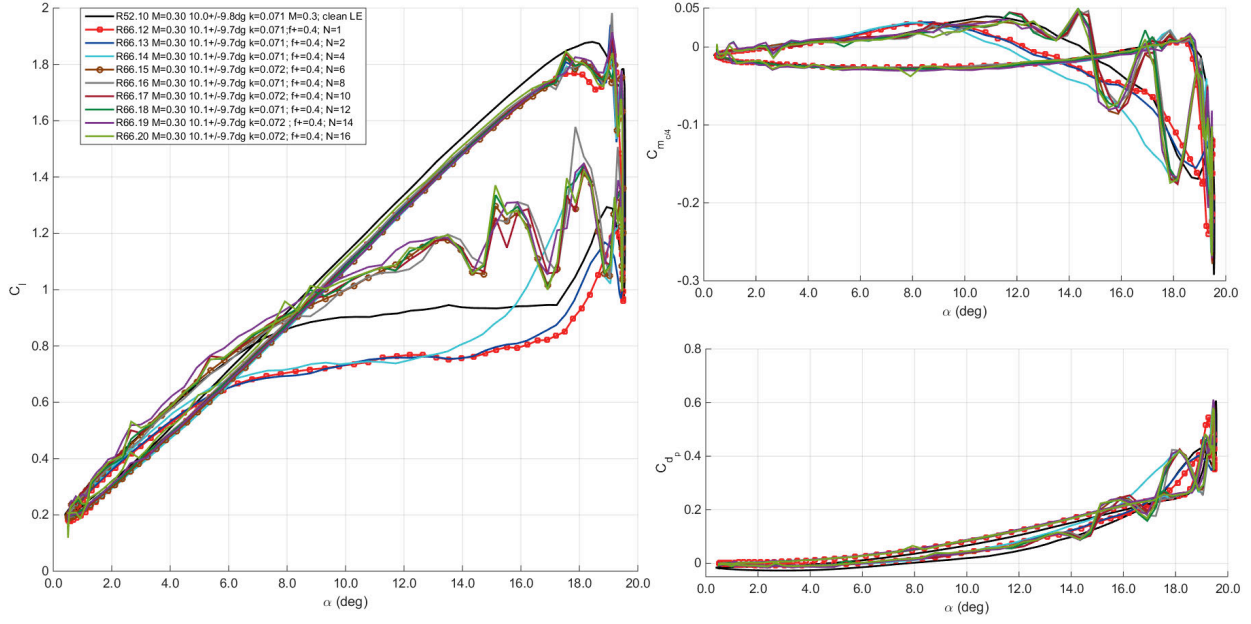 R52.10 M=0.30 10.0+/-9.8dg k=0.071 M=0.3; clean LE
R66.12 M=0.30 10.1+/-9.7dg k=0.071;f+=0.4; N=1
R66.13 M=0.30 10.1+/-9.7dg k=0.071; f+=0.4; N=2
R66.14 M=0.30 10.1+/-9.7dg k=0.071; f+=0.4; N=4
R66.15 M=0.30 10.1+/-9.7dg k=0.072; f+=0.4; N=6
R66.16 M=0.30 10.1+/-9.7dg k=0.071; f+=0.4; N=8
R66.17 M=0.30 10.1+/-9.7dg k=0.072; f+=0.4; N=10
R66.18 M=0.30 10.1+/-9.7dg k=0.071; f+=0.4; N=12
R66.19 M=0.30 10.1+/-9.7dg k=0.072 ; f+=0.4; N=14
R66.20 M=0.30 10.1+/-9.7dg k=0.072; f+=0.4; N=16
2
1.8
1.6
1.4
1.2
1
0.8
0.6
0.4
0.2
0
C_l
0.0 2.0 4.0 6.0 8.0 10.0 12.0 14.0 16.0 18.0 20.0
α (deg)
0.05
0
-0.1
-0.2
-0.3
C_m_c/4
0.0 2.0 4.0 6.0 8.0 10.0 12.0 14.0 16.0 18.0 20.0
α (deg)
0.8
0.6
0.4
0.2
0
C_d_p
0.0 2.0 4.0 6.0 8.0 10.0 12.0 14.0 16.0 18.0 20.0
α (deg)